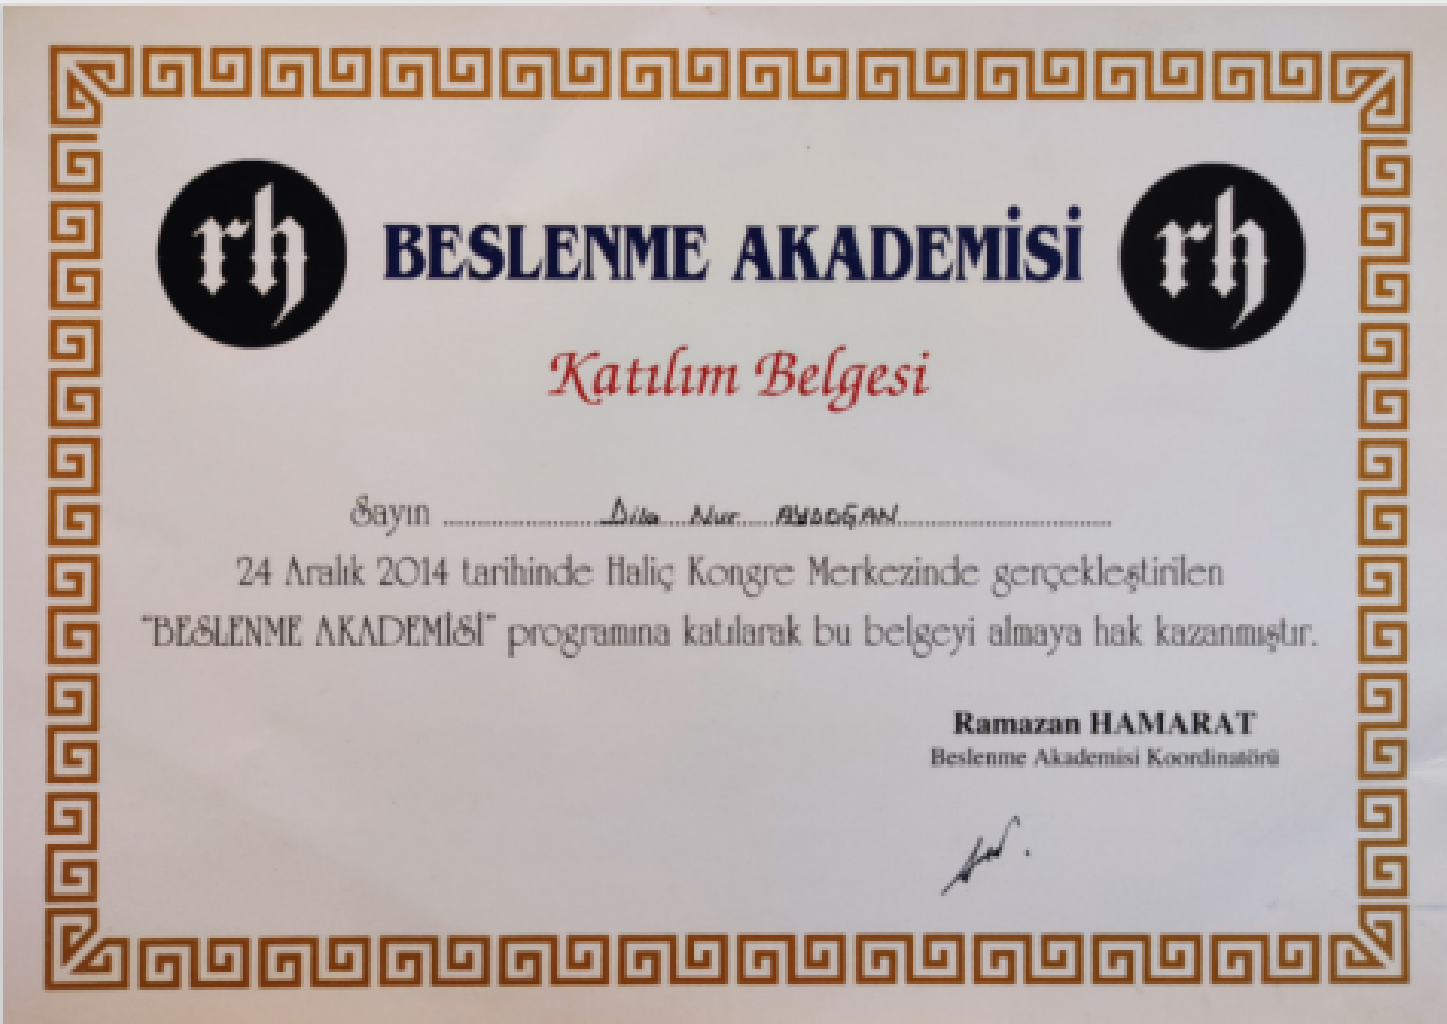 rh
BESLENME AKADEMİSİ
rh
Katılım Belgesi
Sayın ........ Dila Nur AYDOĞAN ........
24 Aralık 2014 tarihinde Haliç Kongre Merkezinde gerçekleştirilen
"BESLENME AKADEMİSİ" programına katılarak bu belgeyi almaya hak kazanmıştır.
Ramazan HAMARAT
Beslenme Akademisi Koordinatörü